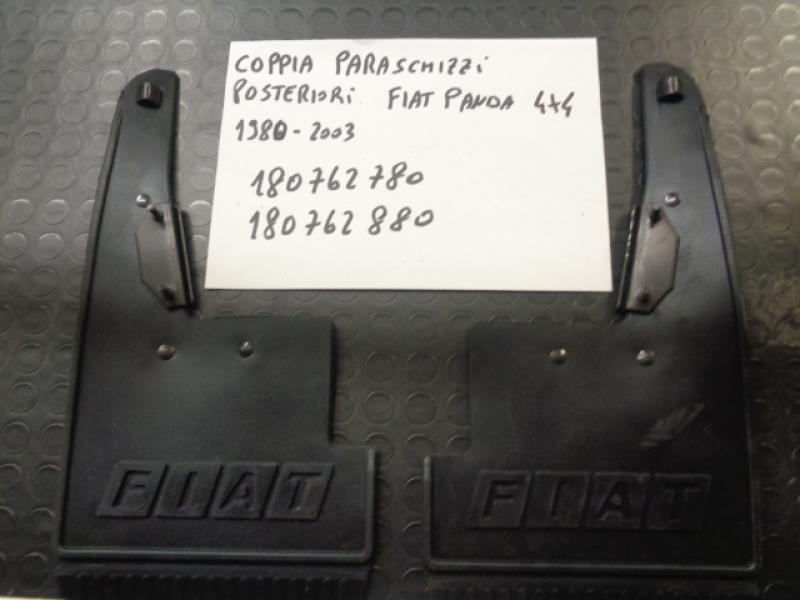 COPPIA PARASCHIZZI
POSTERIORI FIAT PANDA 4x4
1980-2003
180762780
180762880
FIAT
FIAT